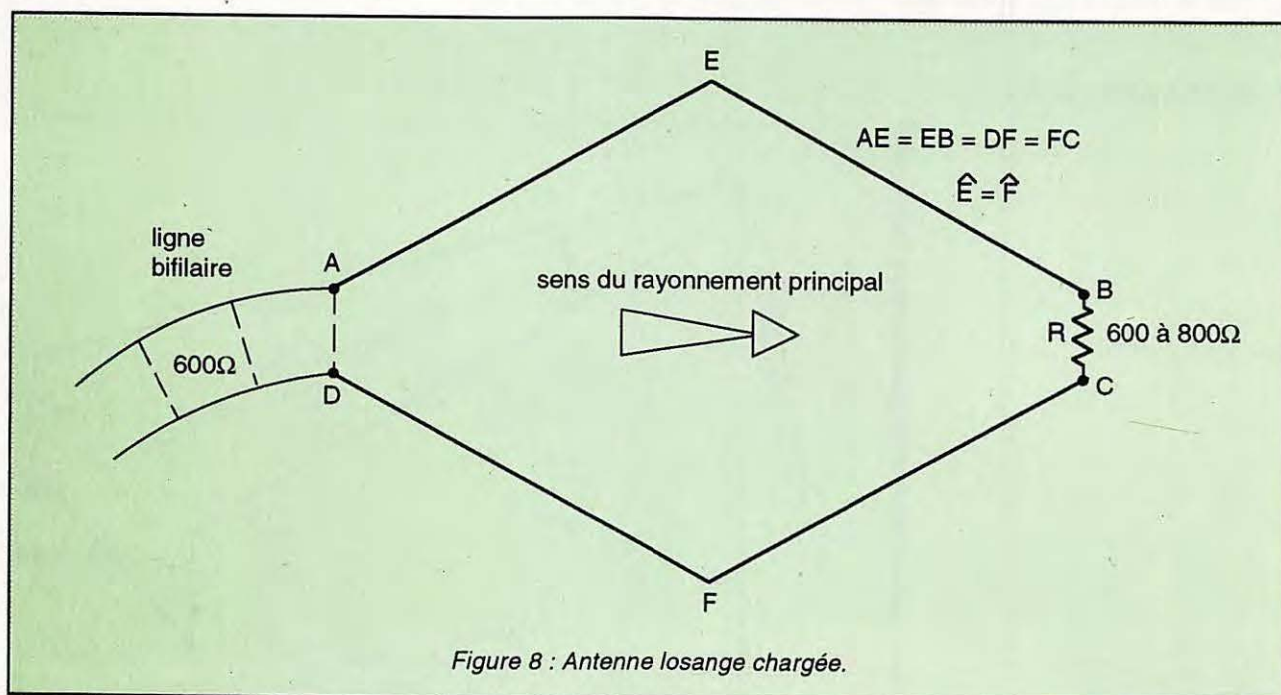 E
AE = EB = DF = FC
Ê = F̂
ligne
bifilaire
A
sens du rayonnement principal
B
R
600 à 800Ω
600Ω
D
C
F
Figure 8 : Antenne losange chargée.